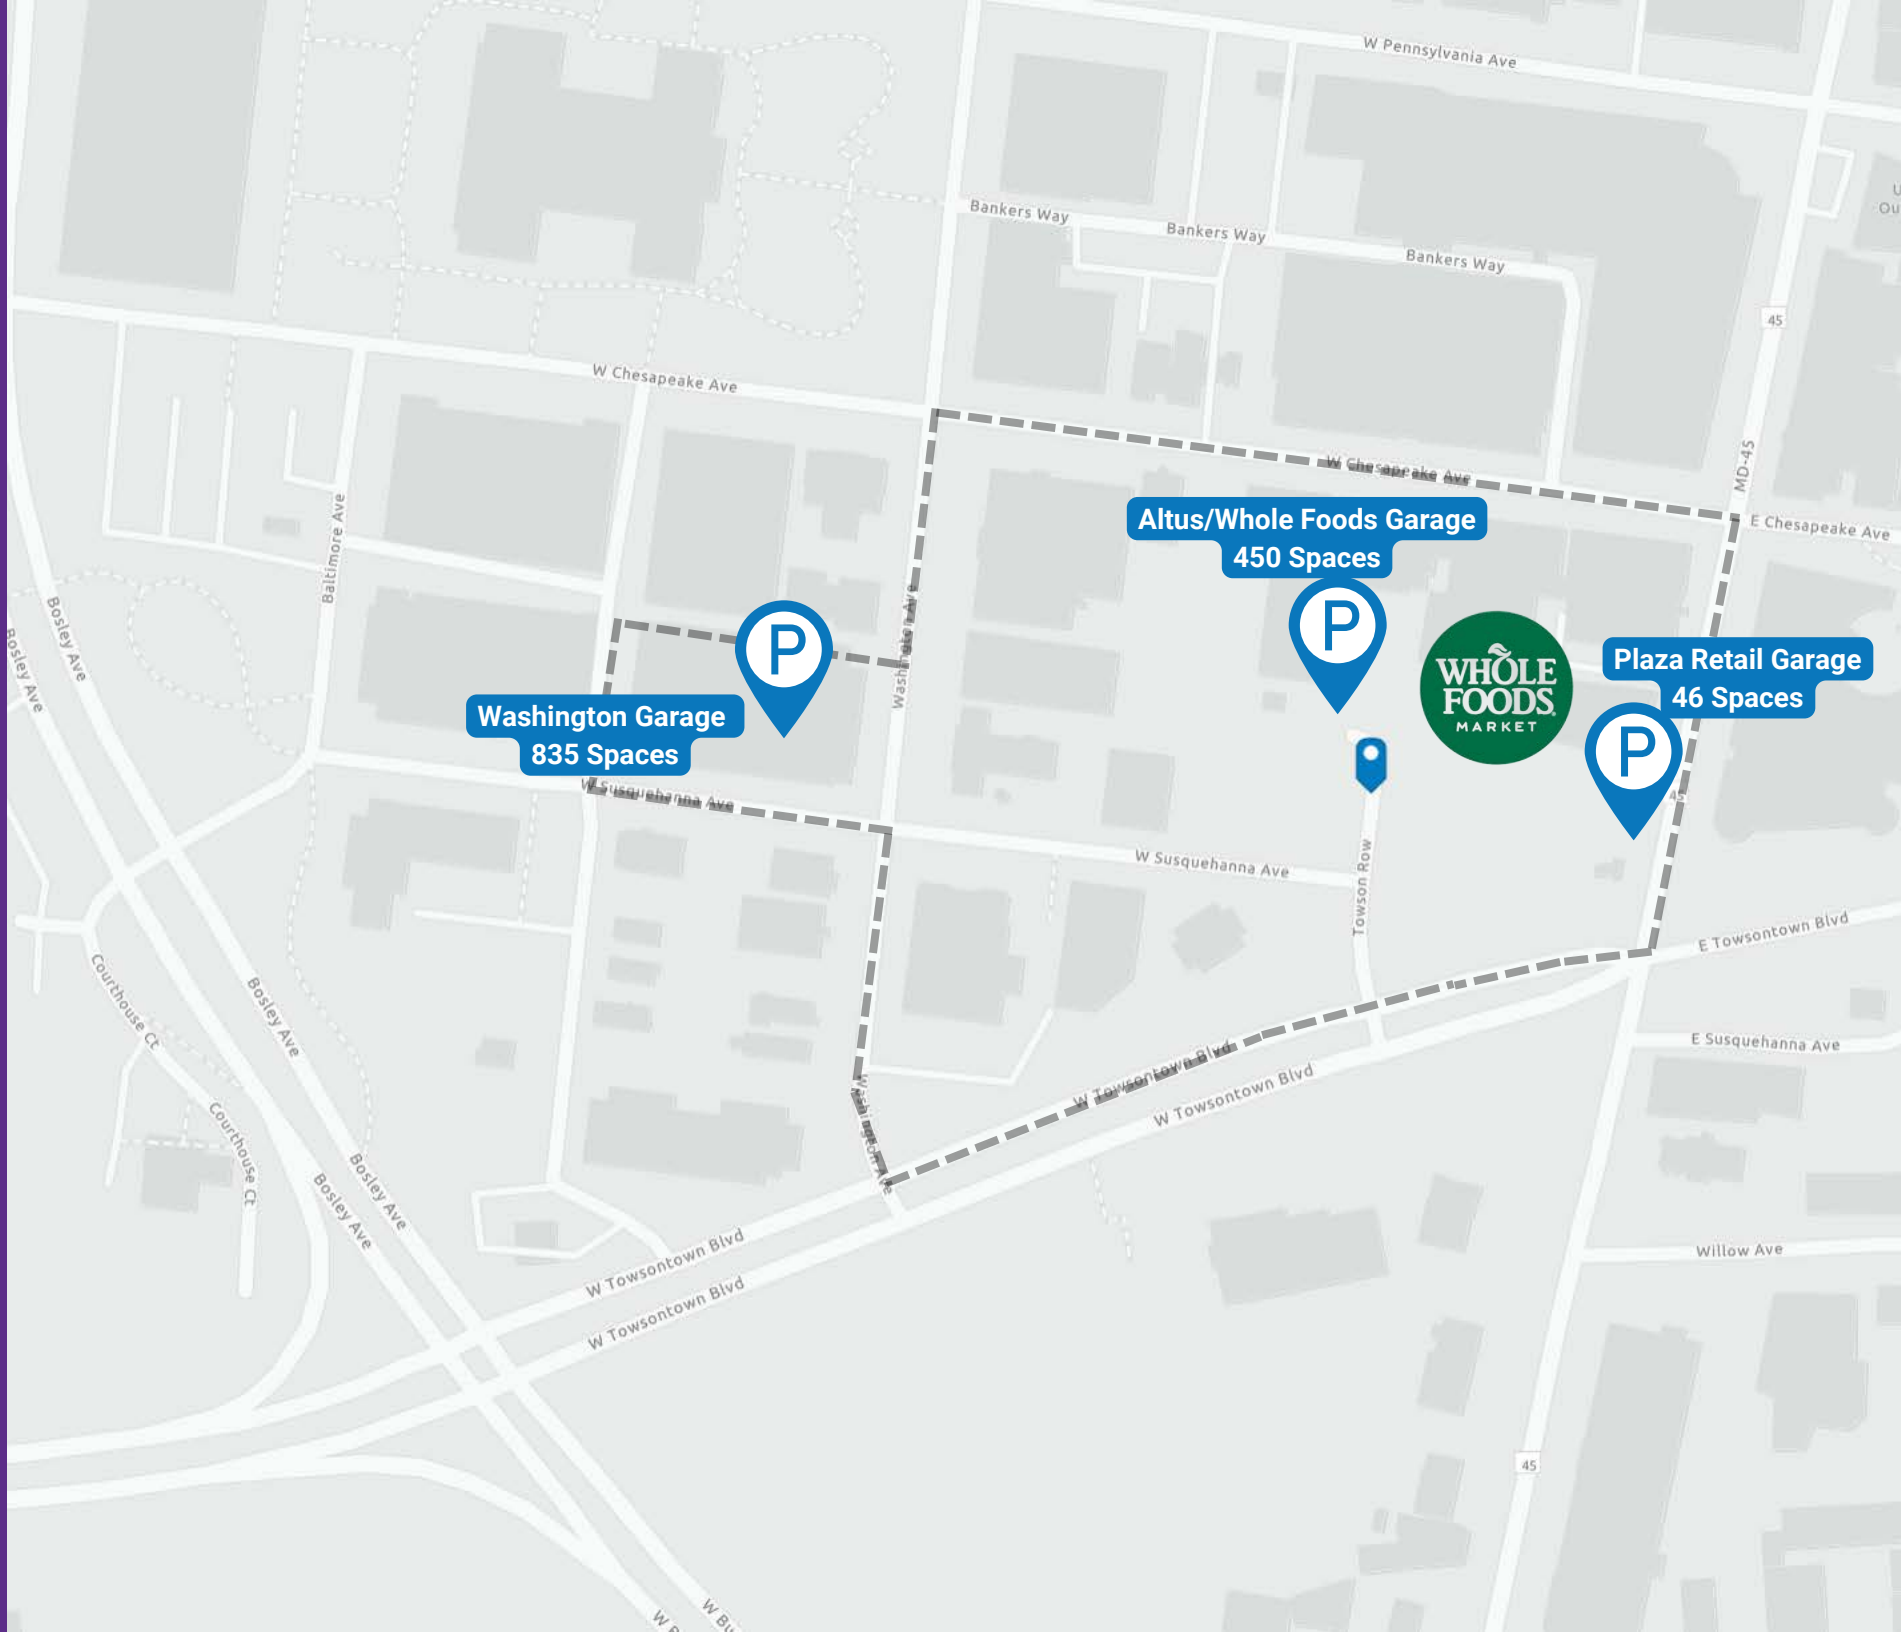 W Pennsylvania Ave
Bankers Way
Bankers Way
Bankers Way
45
W Chesapeake Ave
W Chesapeake Ave
MD-45
E Chesapeake Ave
Altus/Whole Foods Garage
450 Spaces
P
Baltimore Ave
Washington Ave
Bosley Ave
Bosley Ave
P
Washington Garage
835 Spaces
WHOLE
FOODS
MARKET
Plaza Retail Garage
46 Spaces
P
45
W Susquehanna Ave
W Susquehanna Ave
Towson Row
E Towsontown Blvd
Courthouse Ct
Bosley Ave
E Susquehanna Ave
W Towsontown Blvd
W Towsontown Blvd
Washington Ave
Courthouse Ct
Bosley Ave
Bosley Ave
W Towsontown Blvd
W Towsontown Blvd
Willow Ave
45